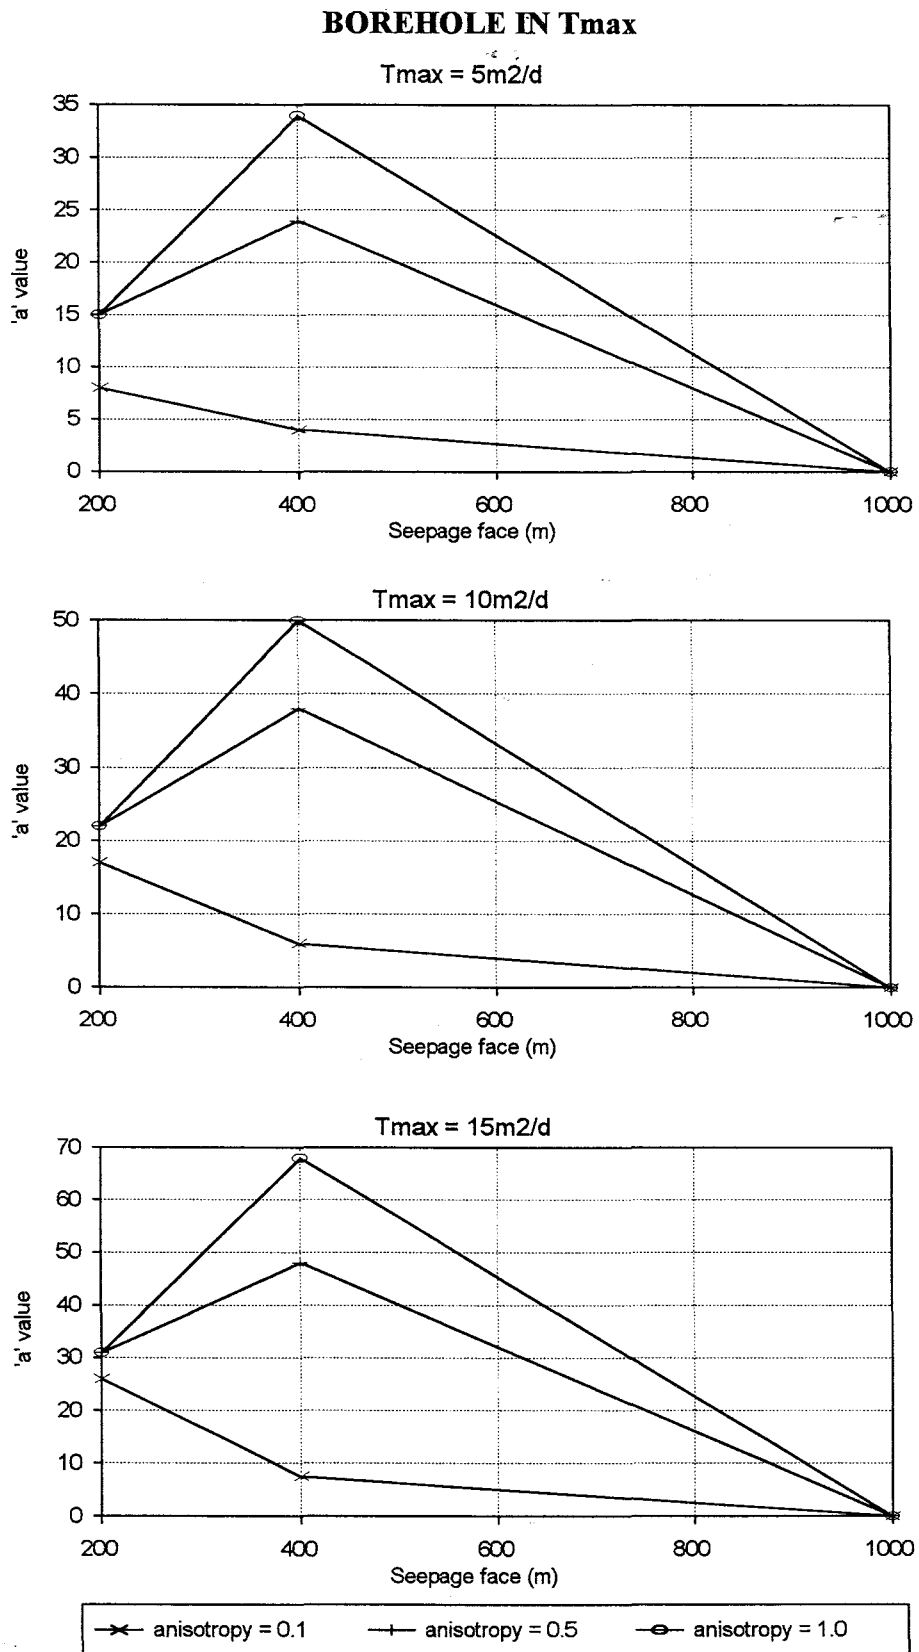 BOREHOLE IN Tmax
Tmax = 5m2/d
35
30
25
20
15
10
5
0
'a' value
200 400 600 800 1000
Seepage face (m)
Tmax = 10m2/d
50
40
30
20
10
0
'a' value
200 400 600 800 1000
Seepage face (m)
Tmax = 15m2/d
70
60
50
40
30
20
10
0
'a' value
200 400 600 800 1000
Seepage face (m)
anisotropy = 0.1 anisotropy = 0.5 anisotropy = 1.0